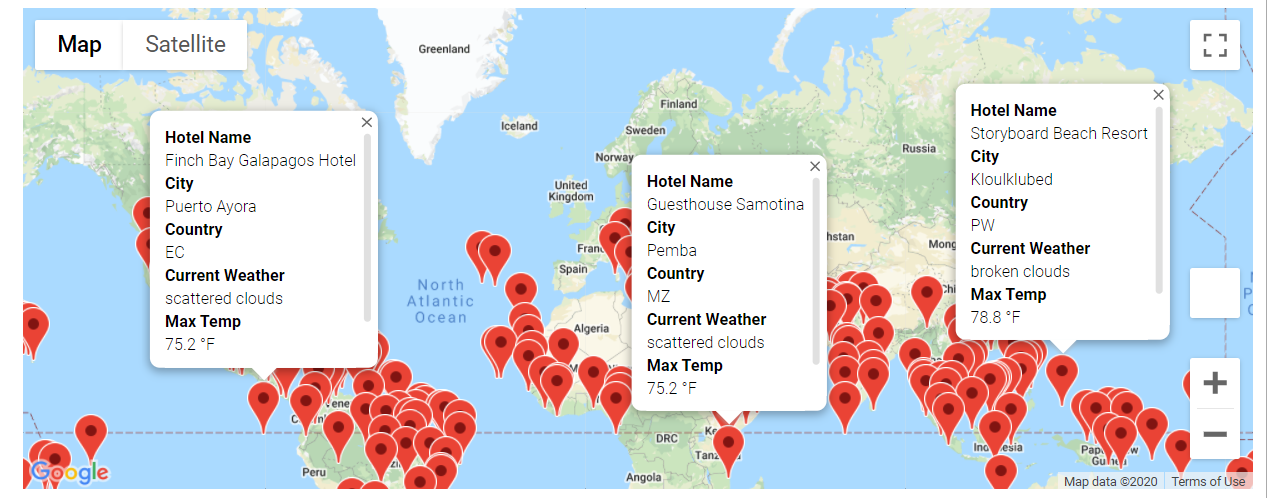 Map
Satellite
Greenland
Iceland
Finland
Sweden
Norway
Russia
United
Kingdom
Spain
North
Atlantic
Ocean
Algeria
DRC
Angola
Peru
Hotel Name
Finch Bay Galapagos Hotel
City
Puerto Ayora
Country
EC
Current Weather
scattered clouds
Max Temp
75.2 °F
Hotel Name
Guesthouse Samotina
City
Pemba
Country
MZ
Current Weather
scattered clouds
Max Temp
75.2 °F
Hotel Name
Storyboard Beach Resort
City
Kloulklubed
Country
PW
Current Weather
broken clouds
Max Temp
78.8 °F
Google
Map data ©2020
Terms of Use